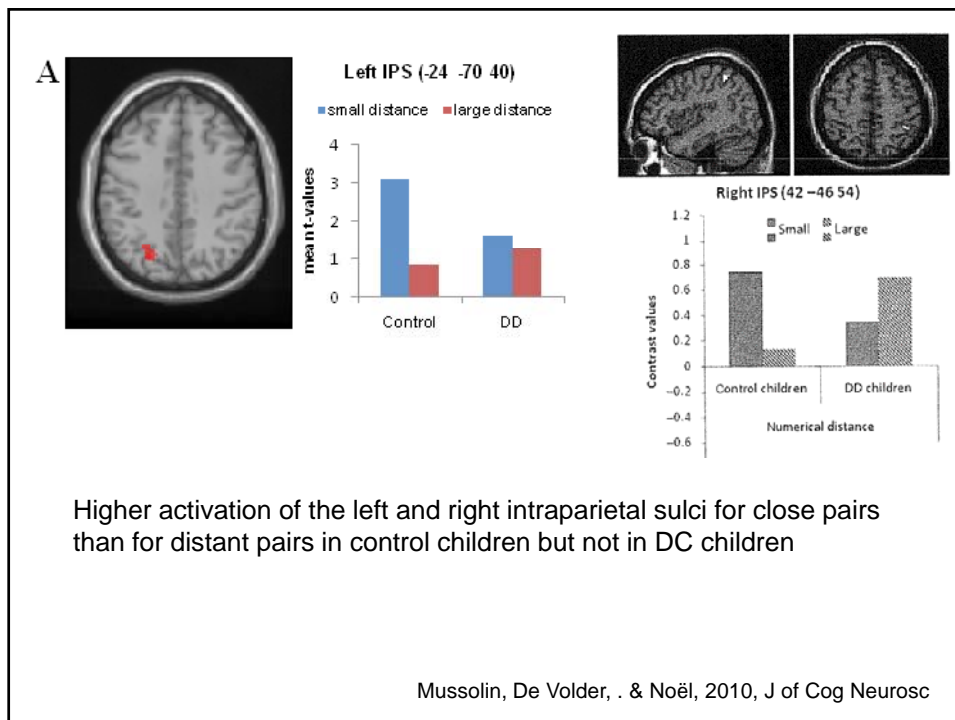 A
Left IPS (-24 -70 40)
small distance large distance
mean t-values
4
3
2
1
0
Control DD
Right IPS (42 –46 54)
Small Large
Contrast values
1.2
1
0.8
0.6
0.4
0.2
0
–0.2
–0.4
–0.6
Control children DD children
Numerical distance
Higher activation of the left and right intraparietal sulci for close pairs
than for distant pairs in control children but not in DC children
Mussolin, De Volder, . & Noël, 2010, J of Cog Neurosc